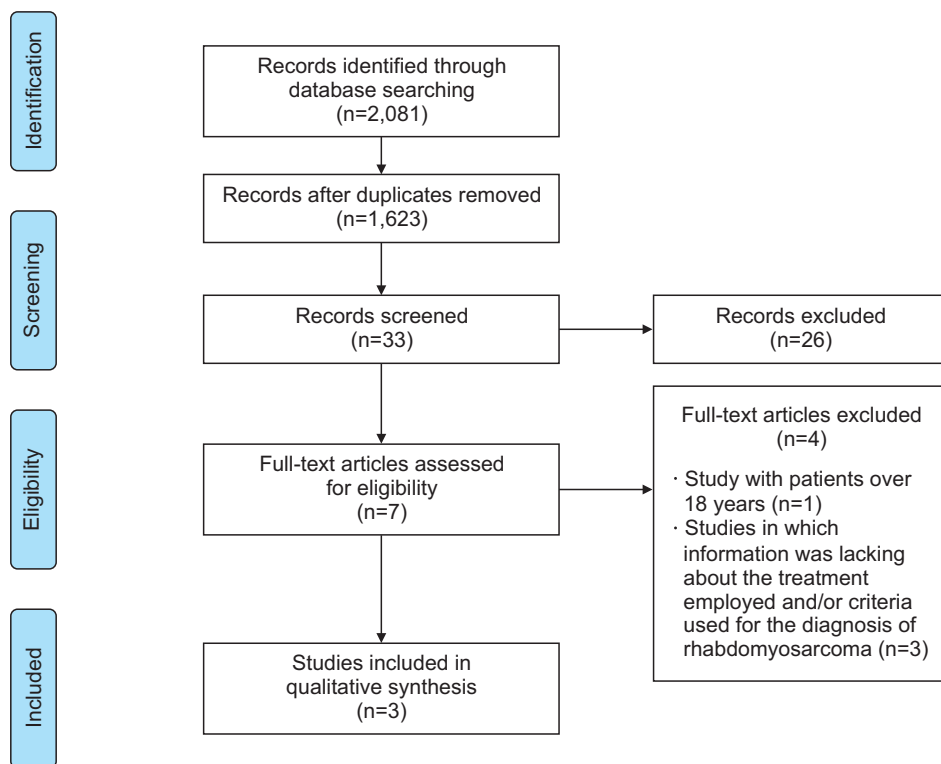 Identification
Records identified through
database searching
(n=2,081)
Records after duplicates removed
(n=1,623)
Screening
Records screened
(n=33)
Records excluded
(n=26)
Eligibility
Full-text articles assessed
for eligibility
(n=7)
Full-text articles excluded
(n=4)
· Study with patients over
18 years (n=1)
· Studies in which
information was lacking
about the treatment
employed and/or criteria
used for the diagnosis of
rhabdomyosarcoma (n=3)
Included
Studies included in
qualitative synthesis
(n=3)